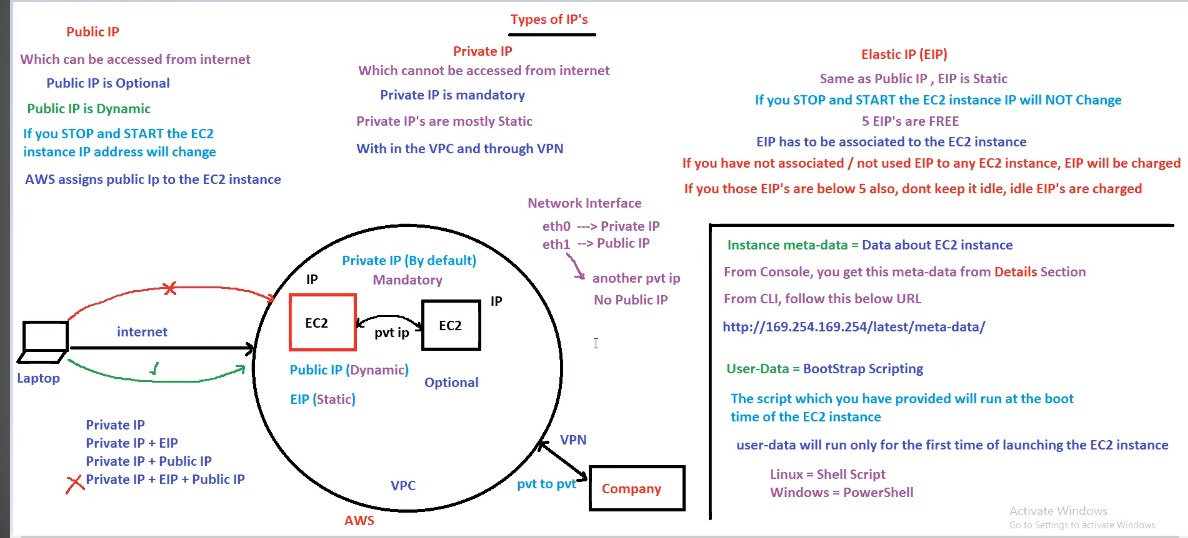 Types of IP's
Public IP
Which can be accessed from internet
Public IP is Optional
Public IP is Dynamic
If you STOP and START the EC2
instance IP address will change
AWS assigns public Ip to the EC2 instance
Private IP
Which cannot be accessed from internet
Private IP is mandatory
Private IP's are mostly Static
With in the VPC and through VPN
Elastic IP (EIP)
Same as Public IP , EIP is Static
If you STOP and START the EC2 instance IP will NOT Change
5 EIP's are FREE
EIP has to be associated to the EC2 instance
If you have not associated / not used EIP to any EC2 instance, EIP will be charged
If you those EIP's are below 5 also, dont keep it idle, idle EIP's are charged
Network Interface
eth0 ---> Private IP
eth1 --> Public IP
another pvt ip
No Public IP
Private IP (By default)
Mandatory
IP
IP
EC2
pvt ip
EC2
internet
Laptop
Public IP (Dynamic)
Optional
EIP (Static)
Private IP
Private IP + EIP
Private IP + Public IP
Private IP + EIP + Public IP
VPC
AWS
VPN
pvt to pvt
Company
Instance meta-data = Data about EC2 instance
From Console, you get this meta-data from Details Section
From CLI, follow this below URL
http://169.254.169.254/latest/meta-data/
User-Data = BootStrap Scripting
The script which you have provided will run at the boot
time of the EC2 instance
user-data will run only for the first time of launching the EC2 instance
Linux = Shell Script
Windows = PowerShell
Activate Windows
Go to Settings to activate Windows.